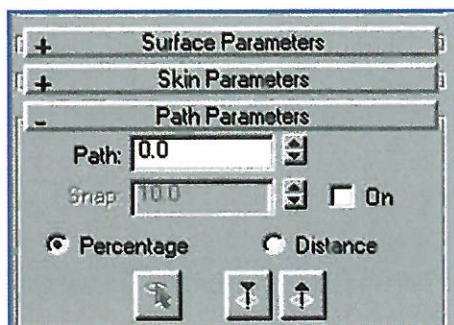 + Surface Parameters
+ Skin Parameters
- Path Parameters
Path: 0.0
Snap: 10.0 On
Percentage Distance